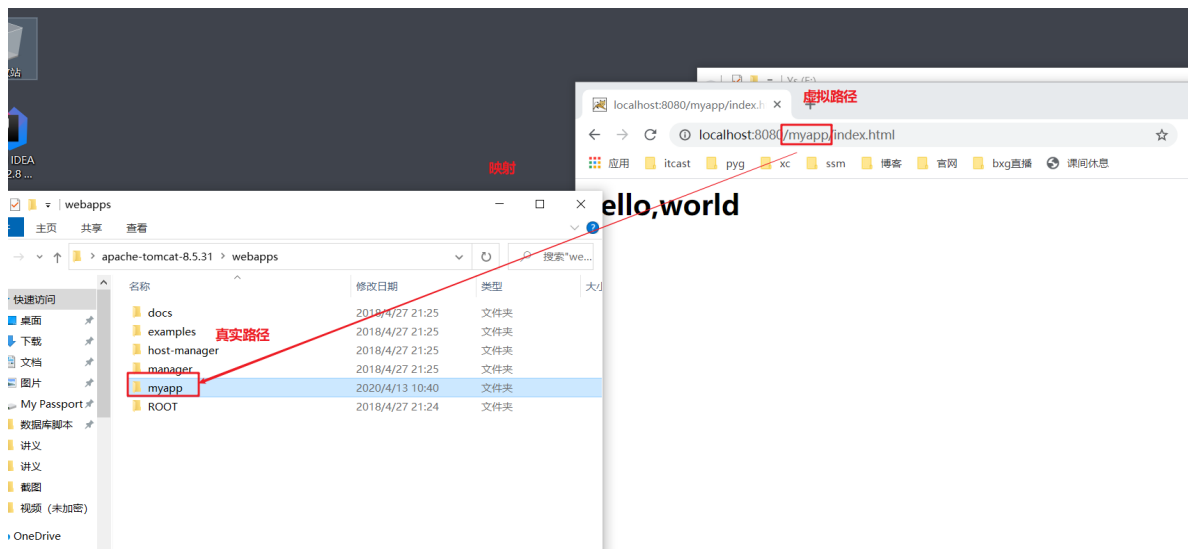 站
IDEA
2.8 ...
映射
Ys (F:)
localhost:8080/myapp/index.h
虚拟路径
localhost:8080/myapp/index.html
应用 itcast pyg xc ssm 博客 官网 bxg直播 课间休息
ello,world
webapps
主页 共享 查看
apache-tomcat-8.5.31 > webapps
搜索"we...
名称 修改日期 类型 大小
快速访问
桌面
下载
文档
图片
My Passport
数据库脚本
讲义
讲义
截图
视频（未加密）
OneDrive
docs 2018/4/27 21:25 文件夹
examples 2018/4/27 21:25 文件夹
真实路径
host-manager 2018/4/27 21:25 文件夹
manager 2018/4/27 21:25 文件夹
myapp 2020/4/13 10:40 文件夹
ROOT 2018/4/27 21:24 文件夹